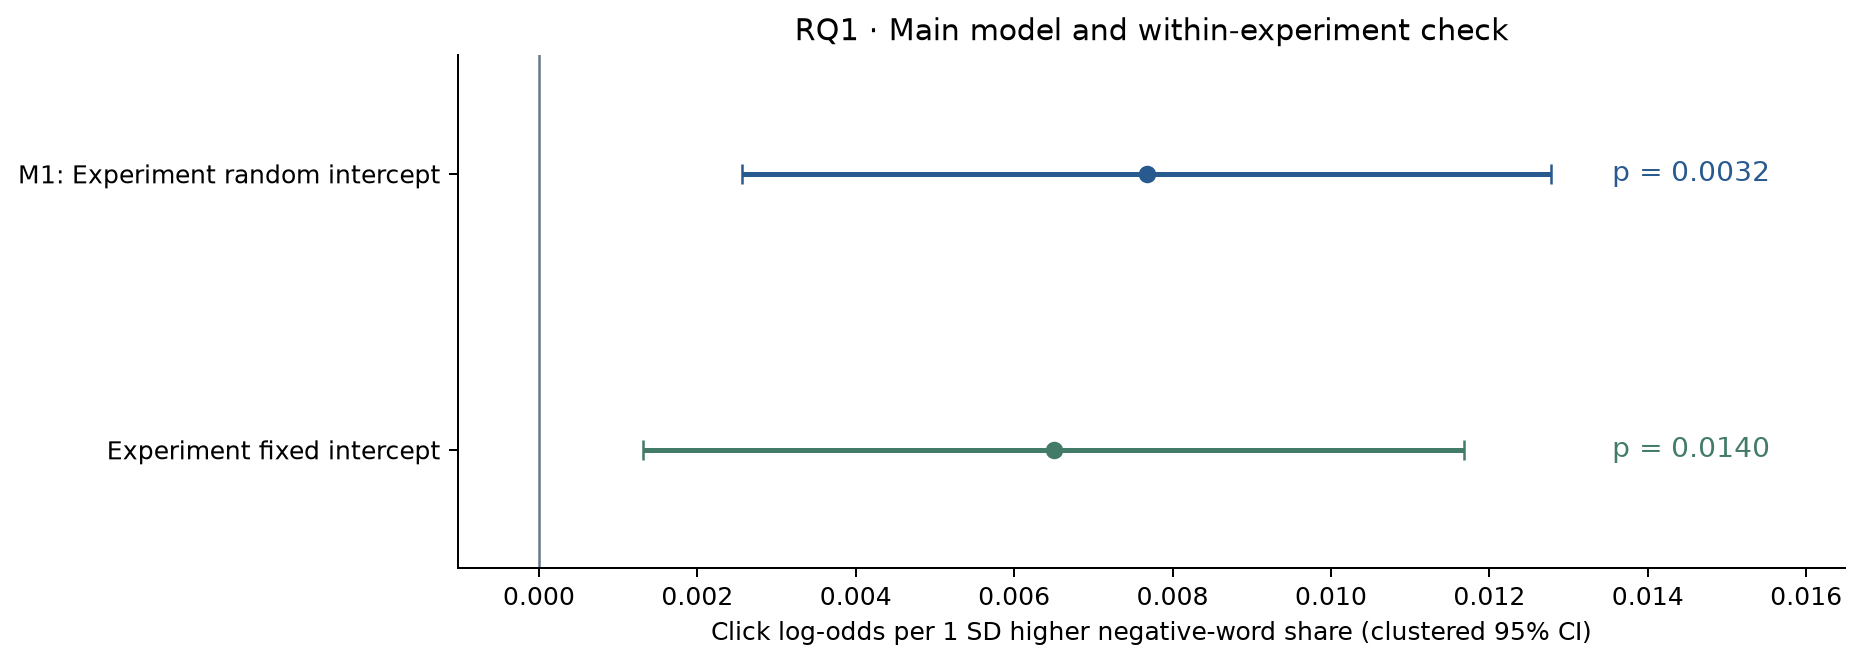 RQ1 · Main model and within-experiment check
M1: Experiment random intercept
p = 0.0032
Experiment fixed intercept
p = 0.0140
0.000 0.002 0.004 0.006 0.008 0.010 0.012 0.014 0.016
Click log-odds per 1 SD higher negative-word share (clustered 95% CI)